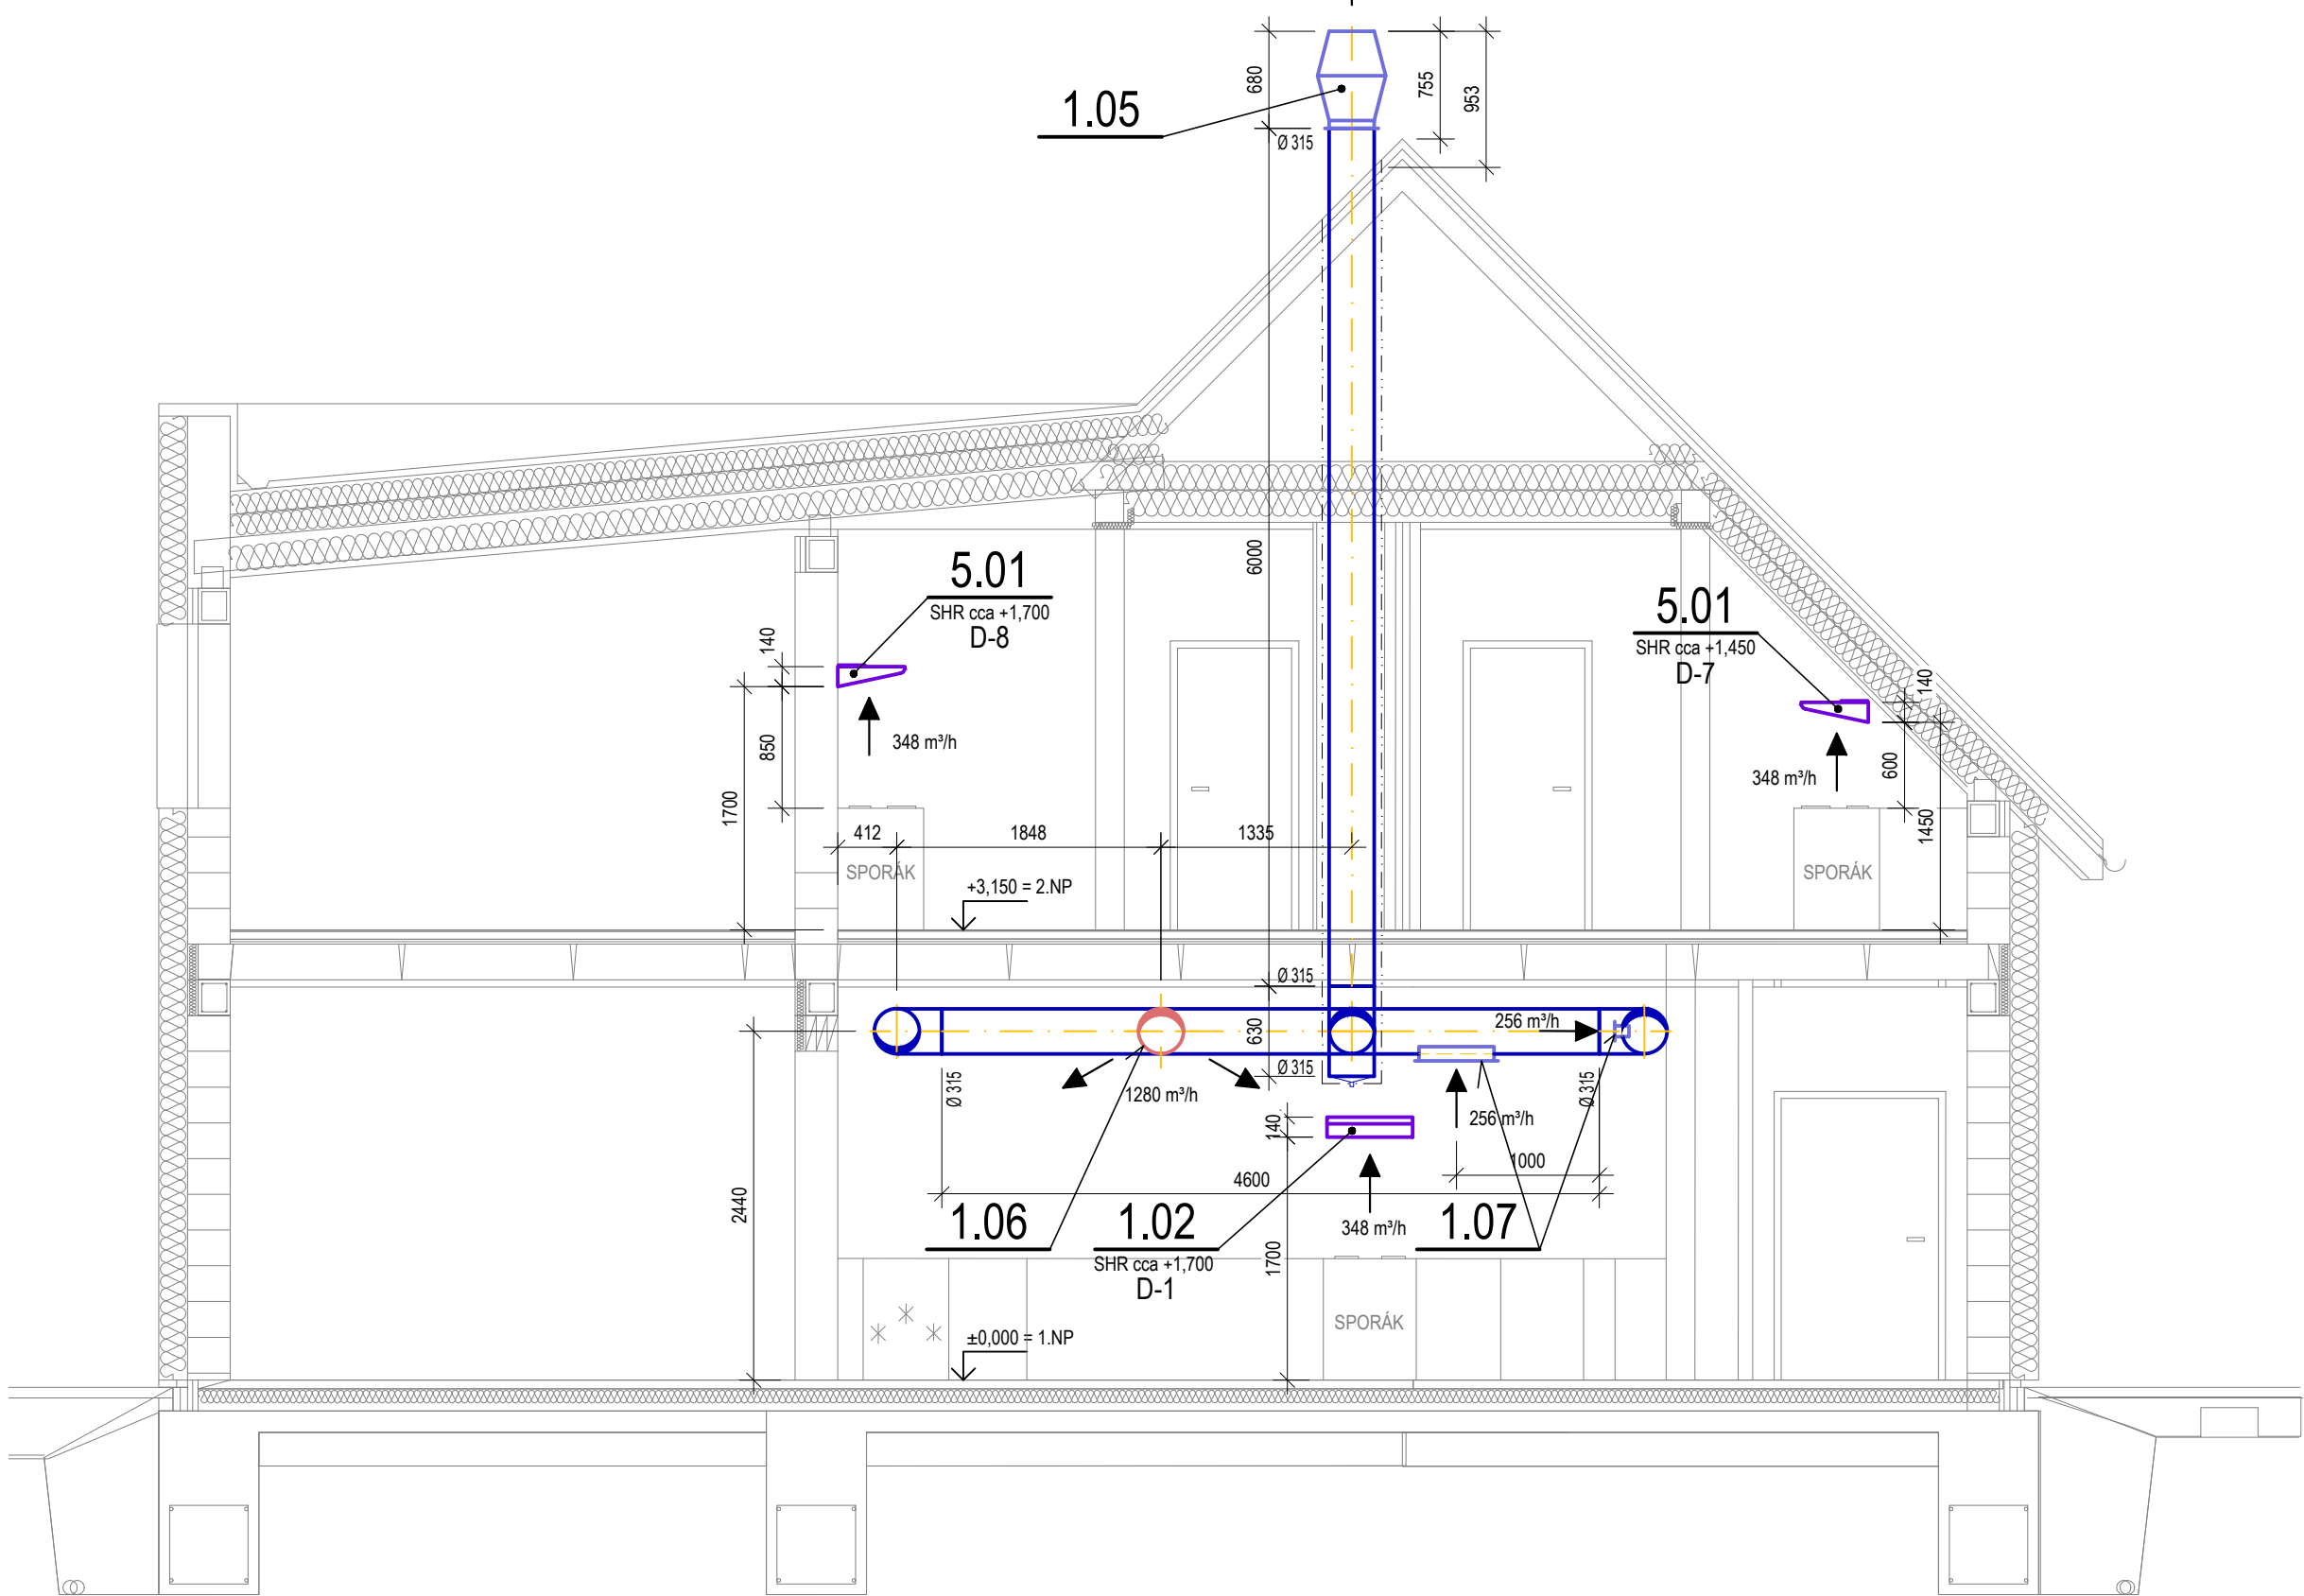 680
755
953
1.05
Ø 315
6000
5.01
SHR cca +1,700
D-8
140
850
1700
348 m³/h
5.01
SHR cca +1,450
D-7
140
600
1450
348 m³/h
412
1848
1335
SPORÁK
SPORÁK
+3,150 = 2.NP
Ø 315
630
256 m³/h
Ø 315
Ø 315
1280 m³/h
140
256 m³/h
Ø 315
1000
4600
2440
1.06
1.02
SHR cca +1,700
D-1
348 m³/h
1.07
1700
SPORÁK
±0,000 = 1.NP